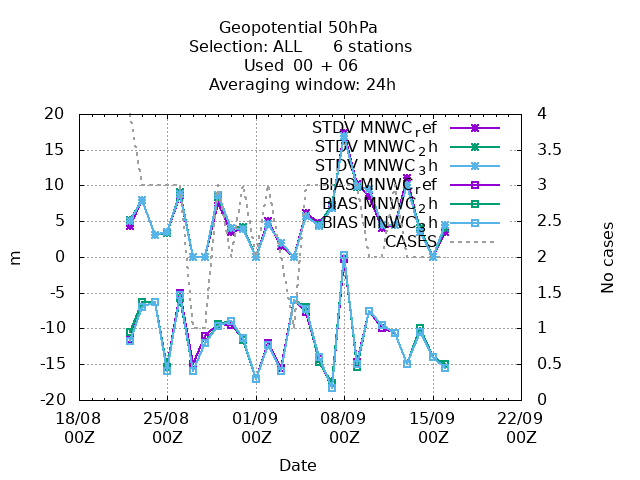 Geopotential 50hPa
Selection: ALL 6 stations
Used 00 + 06
Averaging window: 24h
20 4
STDV MNWC_ref
STDV MNWC_2h
15 3.5
STDV MNWC_3h
10 3
BIAS MNWC_ref
BIAS MNWC_2h
5 2.5
BIAS MNWC_3h
CASES
0 2
m
No cases
-5 1.5
-10 1
-15 0.5
-20 0
18/08 25/08 01/09 08/09 15/09 22/09
00Z 00Z 00Z 00Z 00Z 00Z
Date